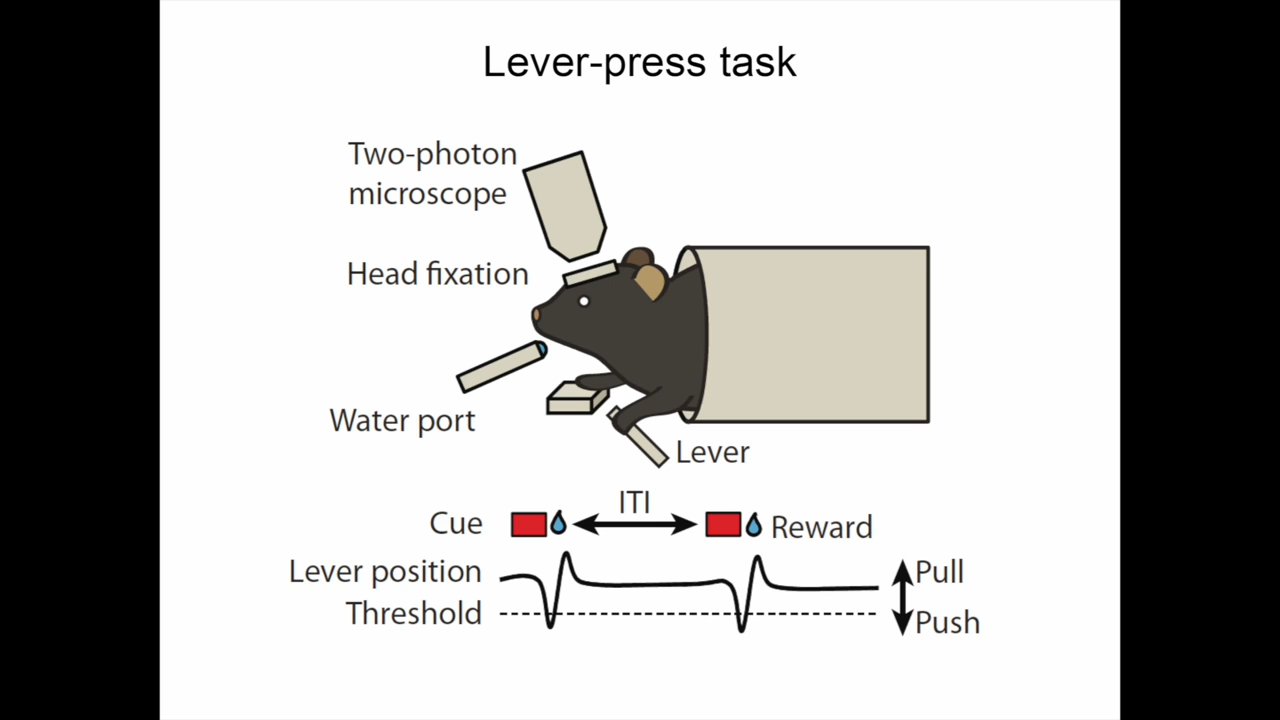 Lever-press task
Two-photon
microscope
Head fixation
Water port
Lever
ITI
Cue
Reward
Lever position
Pull
Threshold
Push